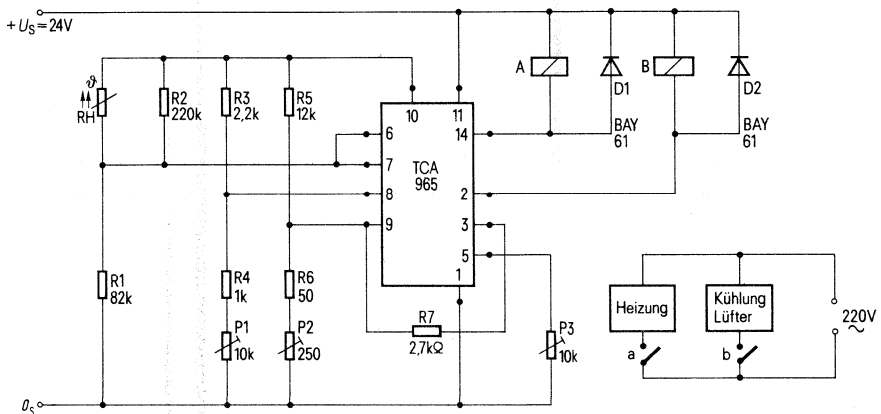 + Us = 24V
ϑ
RH
R2
220k
R3
2,2k
R5
12k
10
11
6
7
8
9
TCA
965
14
2
3
5
1
A
D1
BAY
61
B
D2
BAY
61
R1
82k
R4
1k
P1
10k
R6
50
P2
250
R7
2,7kΩ
P3
10k
Heizung
a
Kühlung
Lüfter
b
220V
~
0s